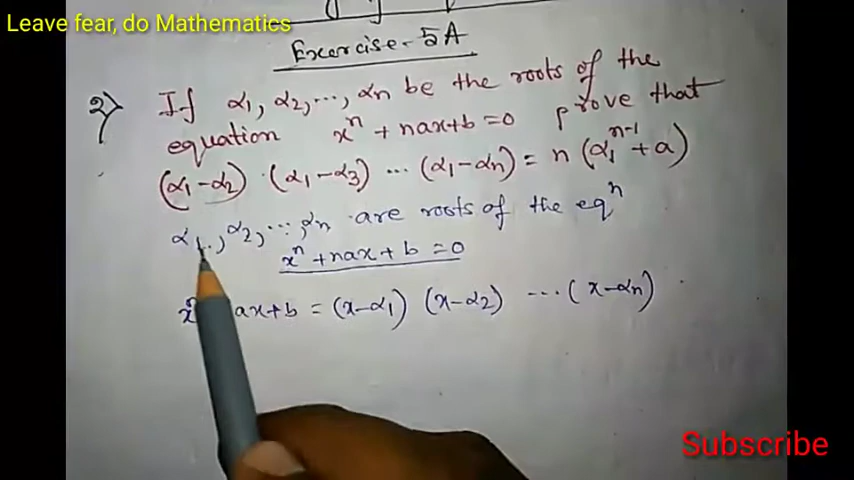 Leave fear, do Mathematics
Exercise-5A
2) If α1, α2, ..., αn be the roots of the
equation x^n + nax+b=0 prove that
(α1-α2) · (α1-α3) ... (α1-αn) = n (α1^n-1 + a)
α1, α2, ..., αn are roots of the eq^n
x^n + nax + b = 0
ax+b = (x-α1) (x-α2) ... (x-αn)
Subscribe